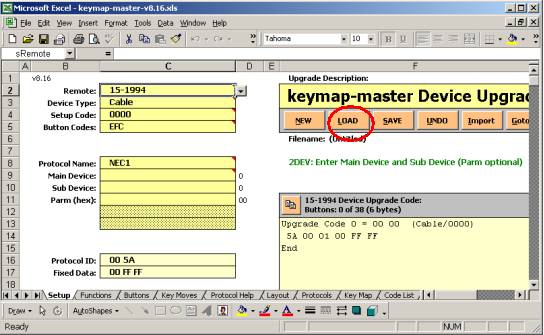 Microsoft Excel - keymap-master-v8.16.xls
File Edit View Insert Format Tools Data Window Help
Tahoma 10 B U
sRemote =
A B C D E F
1 v8.16 Upgrade Description:
2 Remote: 15-1994 keymap-master Device Upgrad
3 Device Type: Cable
4 Setup Code: 0000 NEW LOAD SAVE UNDO Import Goto
5 Button Codes: EFC
6 Filename: (Untitled)
7
8 Protocol Name: NEC1 2DEV: Enter Main Device and Sub Device (Parm optional)
9 Main Device: 0
10 Sub Device: 0
11 Parm (hex): 00 15-1994 Device Upgrade Code:
12 Buttons: 0 of 38 (6 bytes)
13 Upgrade Code 0 = 00 00 (Cable/0000)
14 5A 00 01 00 FF FF
15 End
16 Protocol ID: 00 5A
17 Fixed Data: 00 FF FF
18
Setup Functions Buttons Key Moves Protocol Help Layout Protocols Key Map Code List
Draw AutoShapes
Ready NUM